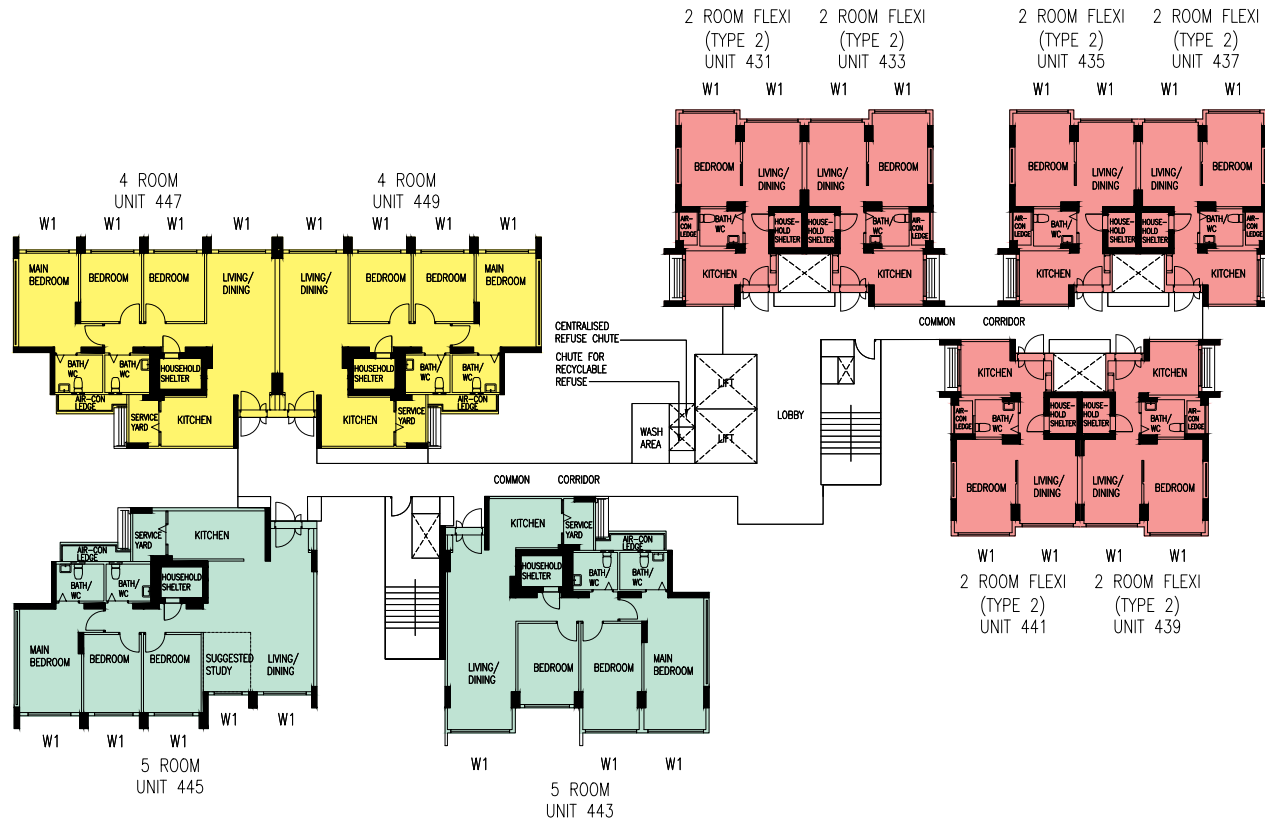 2 ROOM FLEXI
(TYPE 2)
UNIT 431
2 ROOM FLEXI
(TYPE 2)
UNIT 433
2 ROOM FLEXI
(TYPE 2)
UNIT 435
2 ROOM FLEXI
(TYPE 2)
UNIT 437
W1
W1
W1
W1
W1
W1
W1
W1
BEDROOM
LIVING/
DINING
LIVING/
DINING
BEDROOM
BEDROOM
LIVING/
DINING
LIVING/
DINING
BEDROOM
AIR-
CON
LEDGE
BATH/
WC
HOUSE-
HOLD
SHELTER
HOUSE-
HOLD
SHELTER
BATH/
WC
AIR-
CON
LEDGE
AIR-
CON
LEDGE
BATH/
WC
HOUSE-
HOLD
SHELTER
HOUSE-
HOLD
SHELTER
BATH/
WC
AIR-
CON
LEDGE
KITCHEN
KITCHEN
KITCHEN
KITCHEN
4 ROOM
UNIT 447
4 ROOM
UNIT 449
W1
W1
W1
W1
W1
W1
W1
W1
MAIN
BEDROOM
BEDROOM
BEDROOM
LIVING/
DINING
LIVING/
DINING
BEDROOM
BEDROOM
MAIN
BEDROOM
BATH/
WC
BATH/
WC
HOUSEHOLD
SHELTER
HOUSEHOLD
SHELTER
BATH/
WC
BATH/
WC
AIR-CON
LEDGE
SERVICE
YARD
KITCHEN
KITCHEN
SERVICE
YARD
AIR-CON
LEDGE
CENTRALISED
REFUSE CHUTE
CHUTE FOR
RECYCLABLE
REFUSE
COMMON
CORRIDOR
LIFT
LIFT
WASH
AREA
LOBBY
KITCHEN
KITCHEN
AIR-
CON
LEDGE
BATH/
WC
HOUSE-
HOLD
SHELTER
HOUSE-
HOLD
SHELTER
BATH/
WC
AIR-
CON
LEDGE
BEDROOM
LIVING/
DINING
LIVING/
DINING
BEDROOM
W1
W1
W1
W1
2 ROOM FLEXI
(TYPE 2)
UNIT 441
2 ROOM FLEXI
(TYPE 2)
UNIT 439
COMMON
CORRIDOR
SERVICE
YARD
KITCHEN
AIR-CON
LEDGE
BATH/
WC
BATH/
WC
HOUSEHOLD
SHELTER
MAIN
BEDROOM
BEDROOM
BEDROOM
SUGGESTED
STUDY
LIVING/
DINING
W1
W1
W1
W1
W1
5 ROOM
UNIT 445
KITCHEN
SERVICE
YARD
AIR-CON
LEDGE
HOUSEHOLD
SHELTER
BATH/
WC
BATH/
WC
LIVING/
DINING
BEDROOM
BEDROOM
MAIN
BEDROOM
W1
W1
W1
5 ROOM
UNIT 443